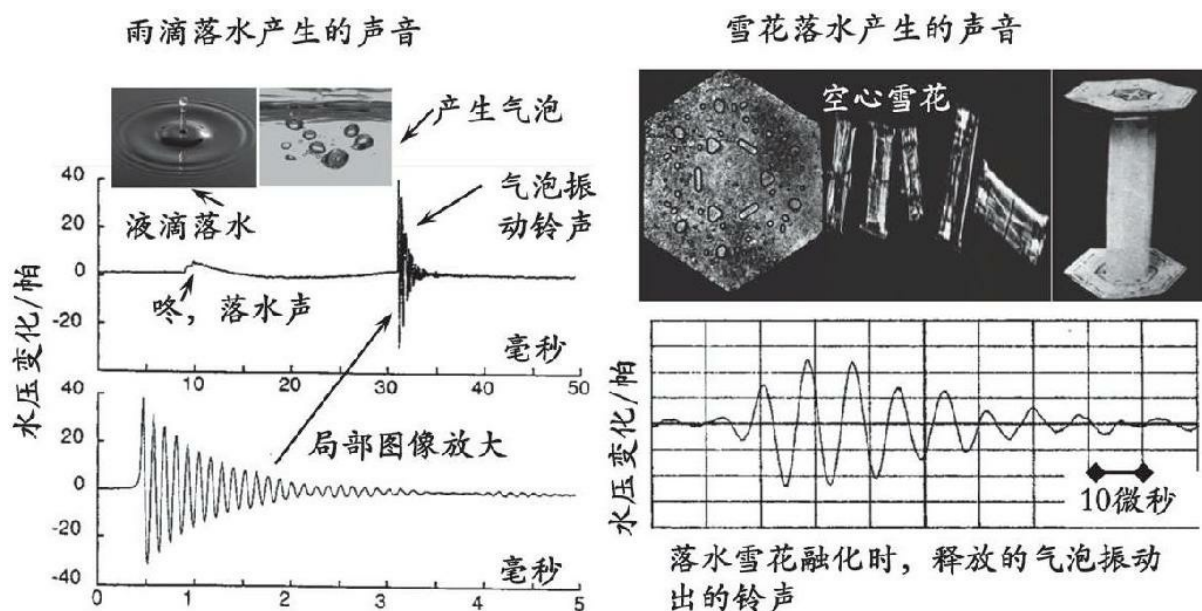 雨滴落水产生的声音
产生气泡
气泡振
动铃声
液滴落水
咚，落水声
水压变化/帕
40
20
0
-20
毫秒
0
10
20
30
40
50
局部图像放大
40
20
0
-20
-40
毫秒
0
1
2
3
4
5
雪花落水产生的声音
空心雪花
水压变化/帕
10微秒
落水雪花融化时，释放的气泡振动
出的铃声